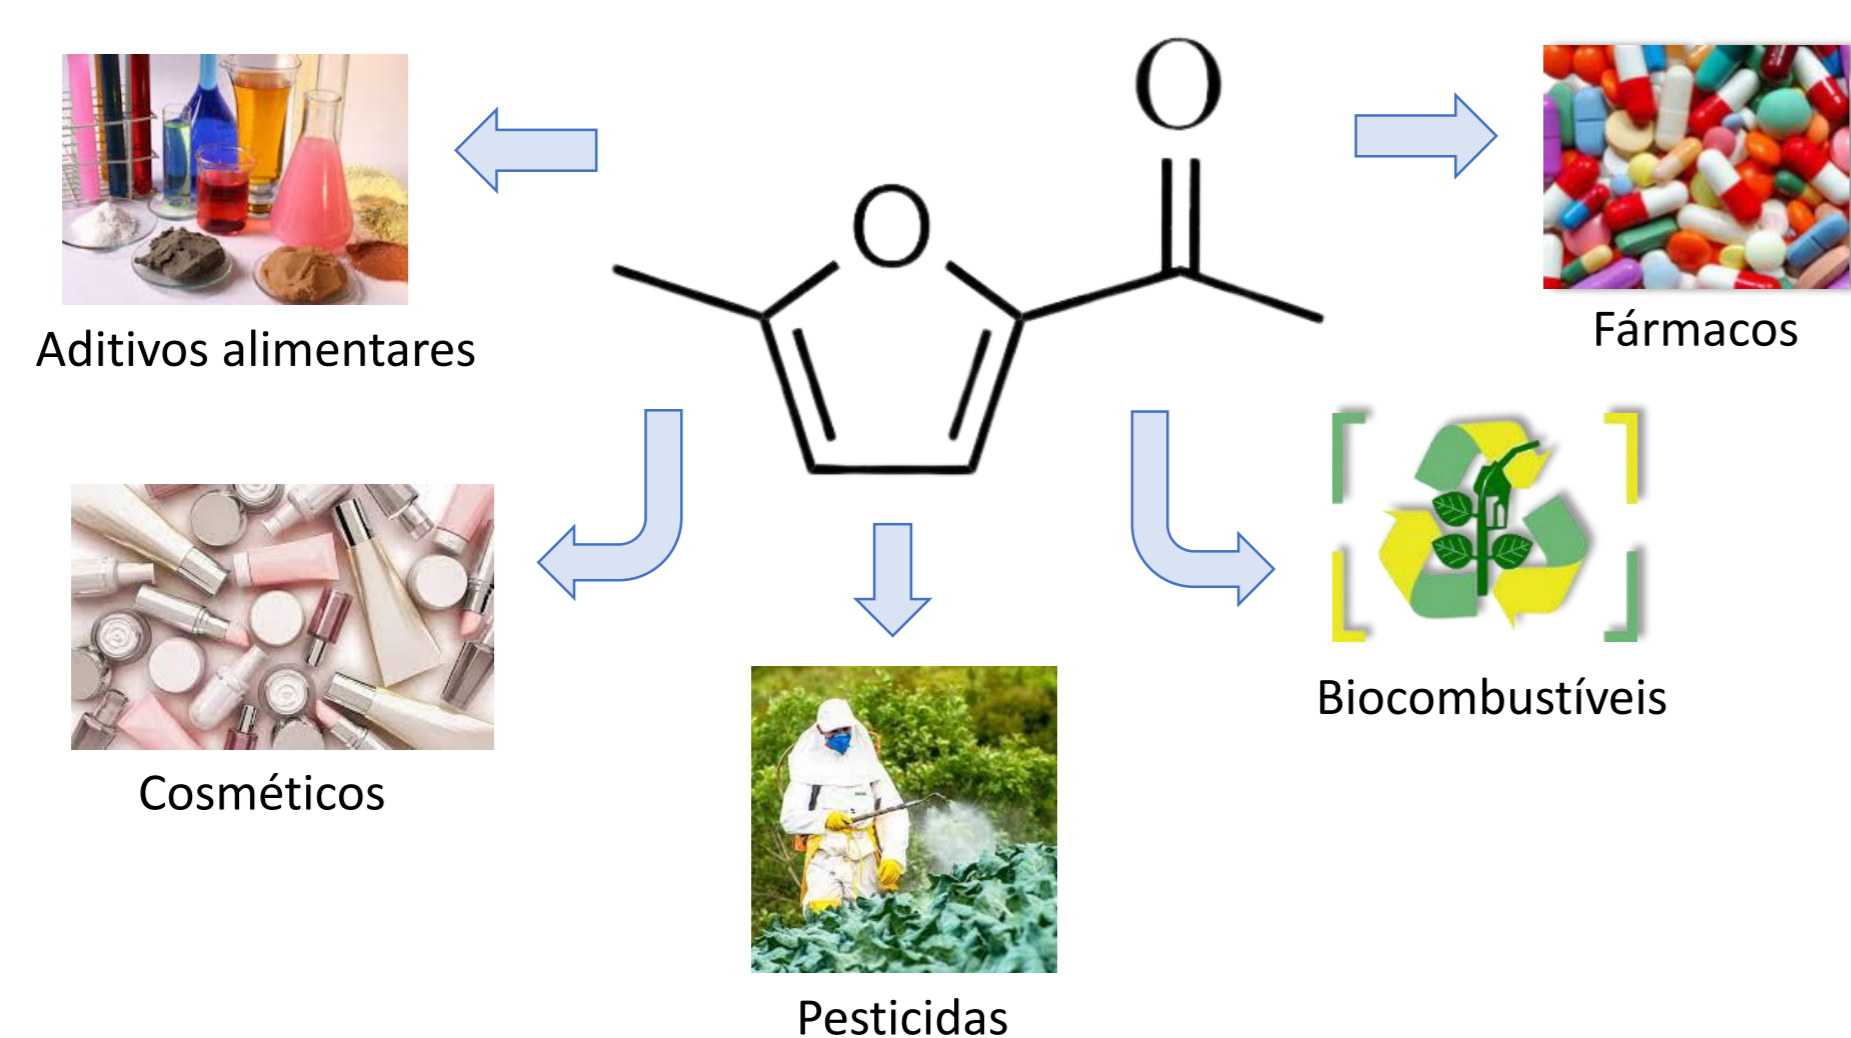 O
O
Aditivos alimentares
Fármacos
Cosméticos
Biocombustíveis
Pesticidas